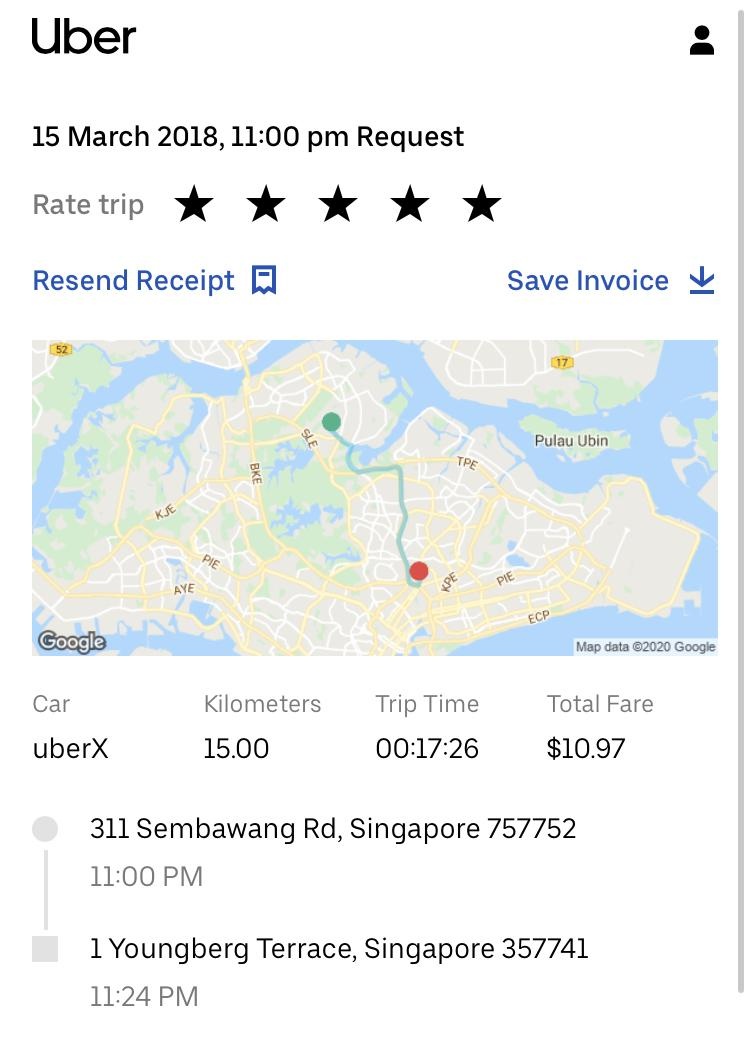 Uber
15 March 2018, 11:00 pm Request
Rate trip
Resend Receipt
Save Invoice
52
17
Pulau Ubin
SLE
TPE
BKE
KJE
PIE
AYE
KPE
PIE
ECP
Google
Map data ©2020 Google
Car Kilometers Trip Time Total Fare
uberX 15.00 00:17:26 $10.97
311 Sembawang Rd, Singapore 757752
11:00 PM
1 Youngberg Terrace, Singapore 357741
11:24 PM